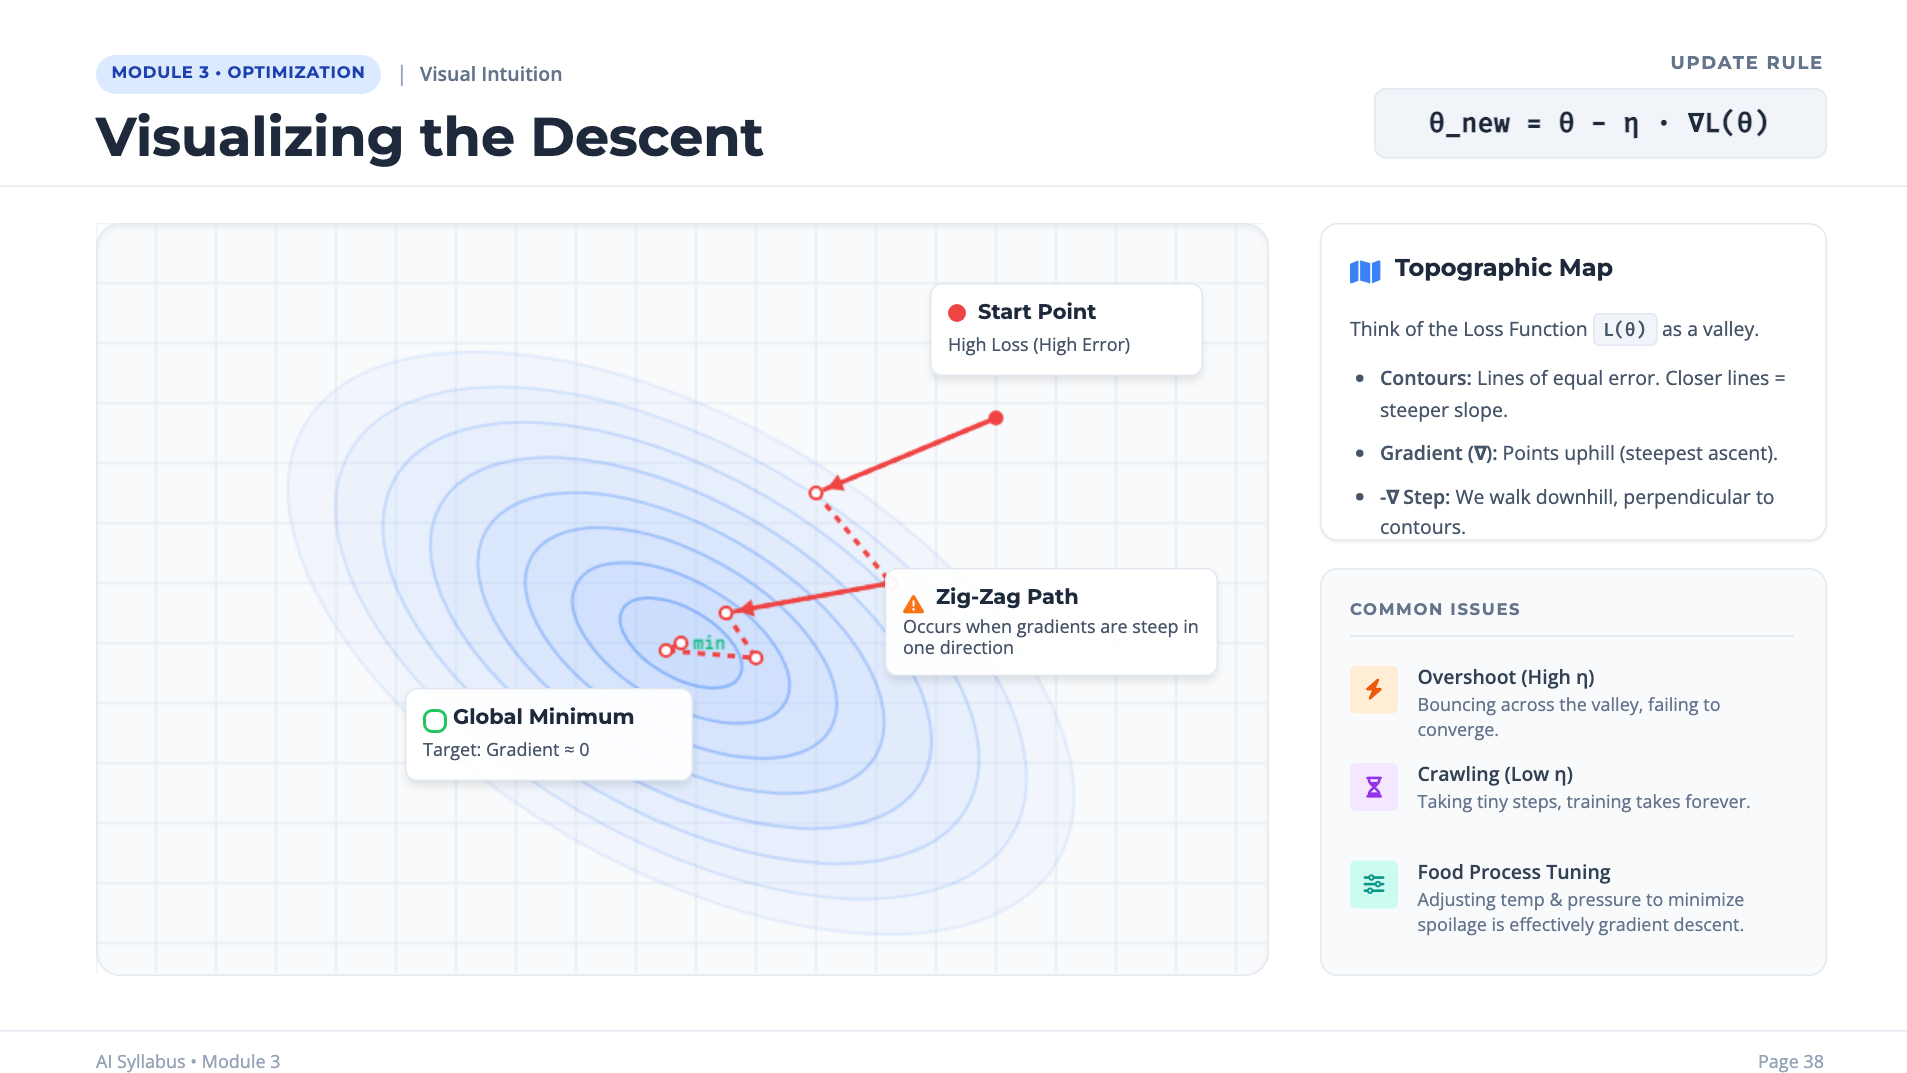 MODULE 3 • OPTIMIZATION | Visual Intuition
Visualizing the Descent
UPDATE RULE
θ_new = θ − η · ∇L(θ)
Start Point
High Loss (High Error)
Zig-Zag Path
Occurs when gradients are steep in
one direction
min
Global Minimum
Target: Gradient ≈ 0
Topographic Map
Think of the Loss Function L(θ) as a valley.
• Contours: Lines of equal error. Closer lines =
steeper slope.
• Gradient (∇): Points uphill (steepest ascent).
• -∇ Step: We walk downhill, perpendicular to
contours.
COMMON ISSUES
Overshoot (High η)
Bouncing across the valley, failing to
converge.
Crawling (Low η)
Taking tiny steps, training takes forever.
Food Process Tuning
Adjusting temp & pressure to minimize
spoilage is effectively gradient descent.
AI Syllabus • Module 3
Page 38